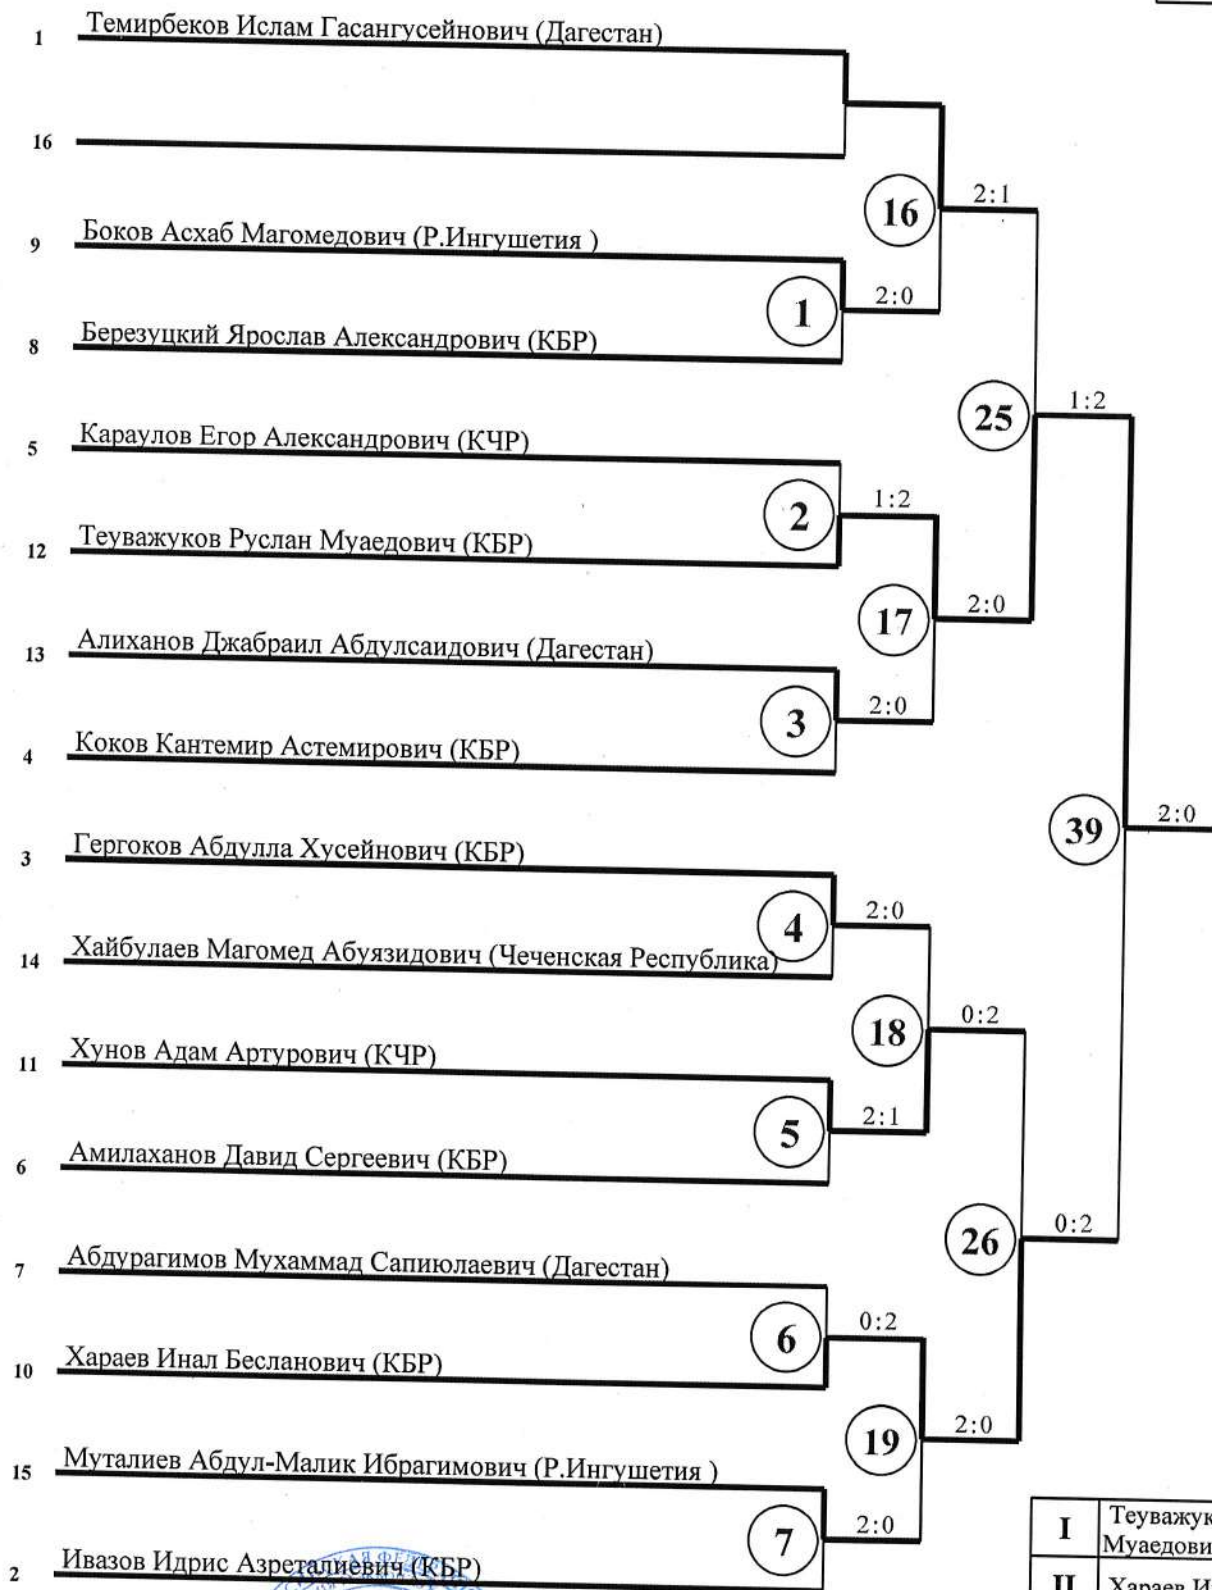 1 Темирбеков Ислам Гасангусейнович (Дагестан)
16
16 2:1
9 Боков Асхаб Магомедович (Р.Ингушетия )
1 2:0
8 Березуцкий Ярослав Александрович (КБР)
25 1:2
5 Караулов Егор Александрович (КЧР)
2 1:2
12 Теуважуков Руслан Муаедович (КБР)
17 2:0
13 Алиханов Джабраил Абдулсаидович (Дагестан)
3 2:0
4 Коков Кантемир Астемирович (КБР)
39 2:0
3 Гергоков Абдулла Хусейнович (КБР)
4 2:0
14 Хайбулаев Магомед Абуязидович (Чеченская Республика)
18 0:2
11 Хунов Адам Артурович (КЧР)
5 2:1
6 Амилаханов Давид Сергеевич (КБР)
26 0:2
7 Абдурагимов Мухаммад Сапиюлаевич (Дагестан)
6 0:2
10 Хараев Инал Бесланович (КБР)
19 2:0
15 Муталиев Абдул-Малик Ибрагимович (Р.Ингушетия )
7 2:0
2 Ивазов Идрис Азреталиевич (КБР)
I Теуважук
Муаедови
II Хараев И